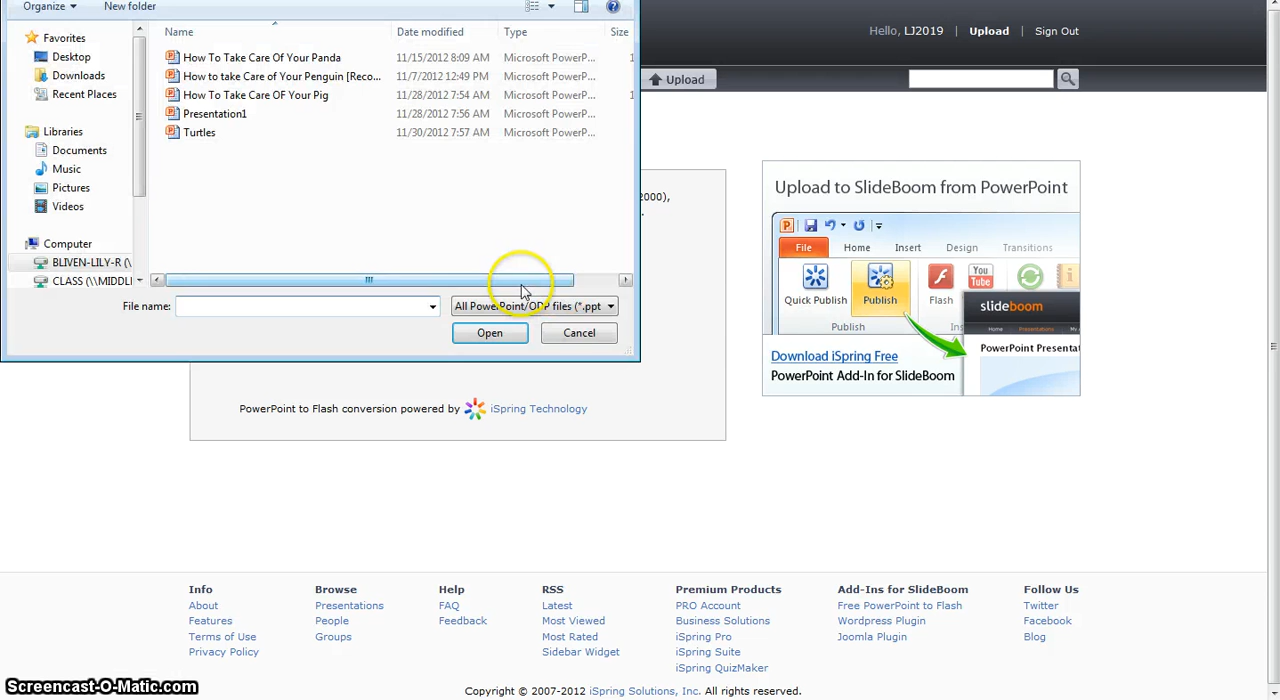 Organize New folder
Name Date modified Type Size
How To Take Care Of Your Panda 11/15/2012 8:09 AM Microsoft PowerP...
How to take Care of Your Penguin [Reco... 11/7/2012 12:49 PM Microsoft PowerP...
How To Take Care OF Your Pig 11/28/2012 7:54 AM Microsoft PowerP...
Presentation1 11/28/2012 7:56 AM Microsoft PowerP...
Turtles 11/30/2012 7:57 AM Microsoft PowerP...
Favorites
Desktop
Downloads
Recent Places
Libraries
Documents
Music
Pictures
Videos
Computer
BLIVEN-LILY-R (\
CLASS (\\MIDDLI
File name:
All PowerPoint/ODP files (*.ppt
Open Cancel
Hello, LJ2019 | Upload | Sign Out
Upload
2000),
PowerPoint to Flash conversion powered by iSpring Technology
Upload to SlideBoom from PowerPoint
File Home Insert Design Transitions
Quick Publish Publish Flash You Tube
Publish Ins
slideboom
Home Presentations My
PowerPoint Presentat
Download iSpring Free
PowerPoint Add-In for SlideBoom
Info
About
Features
Terms of Use
Privacy Policy
Browse
Presentations
People
Groups
Help
FAQ
Feedback
RSS
Latest
Most Viewed
Most Rated
Sidebar Widget
Premium Products
PRO Account
Business Solutions
iSpring Pro
iSpring Suite
iSpring QuizMaker
Add-Ins for SlideBoom
Free PowerPoint to Flash
Wordpress Plugin
Joomla Plugin
Follow Us
Twitter
Facebook
Blog
Screencast-O-Matic.com
Copyright © 2007-2012 iSpring Solutions, Inc. All rights reserved.